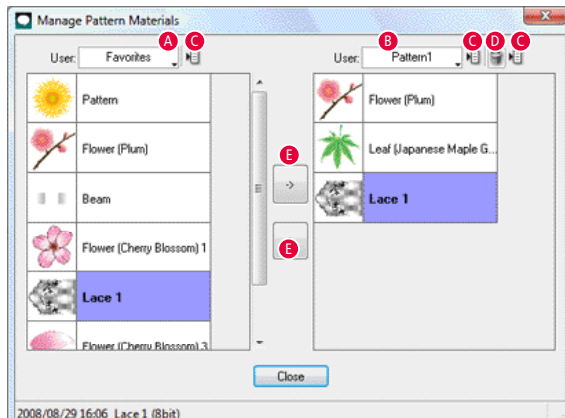 Manage Pattern Materials
A C B C D C
User: Favorites User: Pattern1
Pattern
Flower (Plum)
Beam
Flower (Cherry Blossom) 1
Lace 1
Flower (Cherry Blossom) 3
E
->
E
Flower (Plum)
Leaf (Japanese Maple G...
Lace 1
Close
2008/08/29 16:06 Lace 1 (8bit)